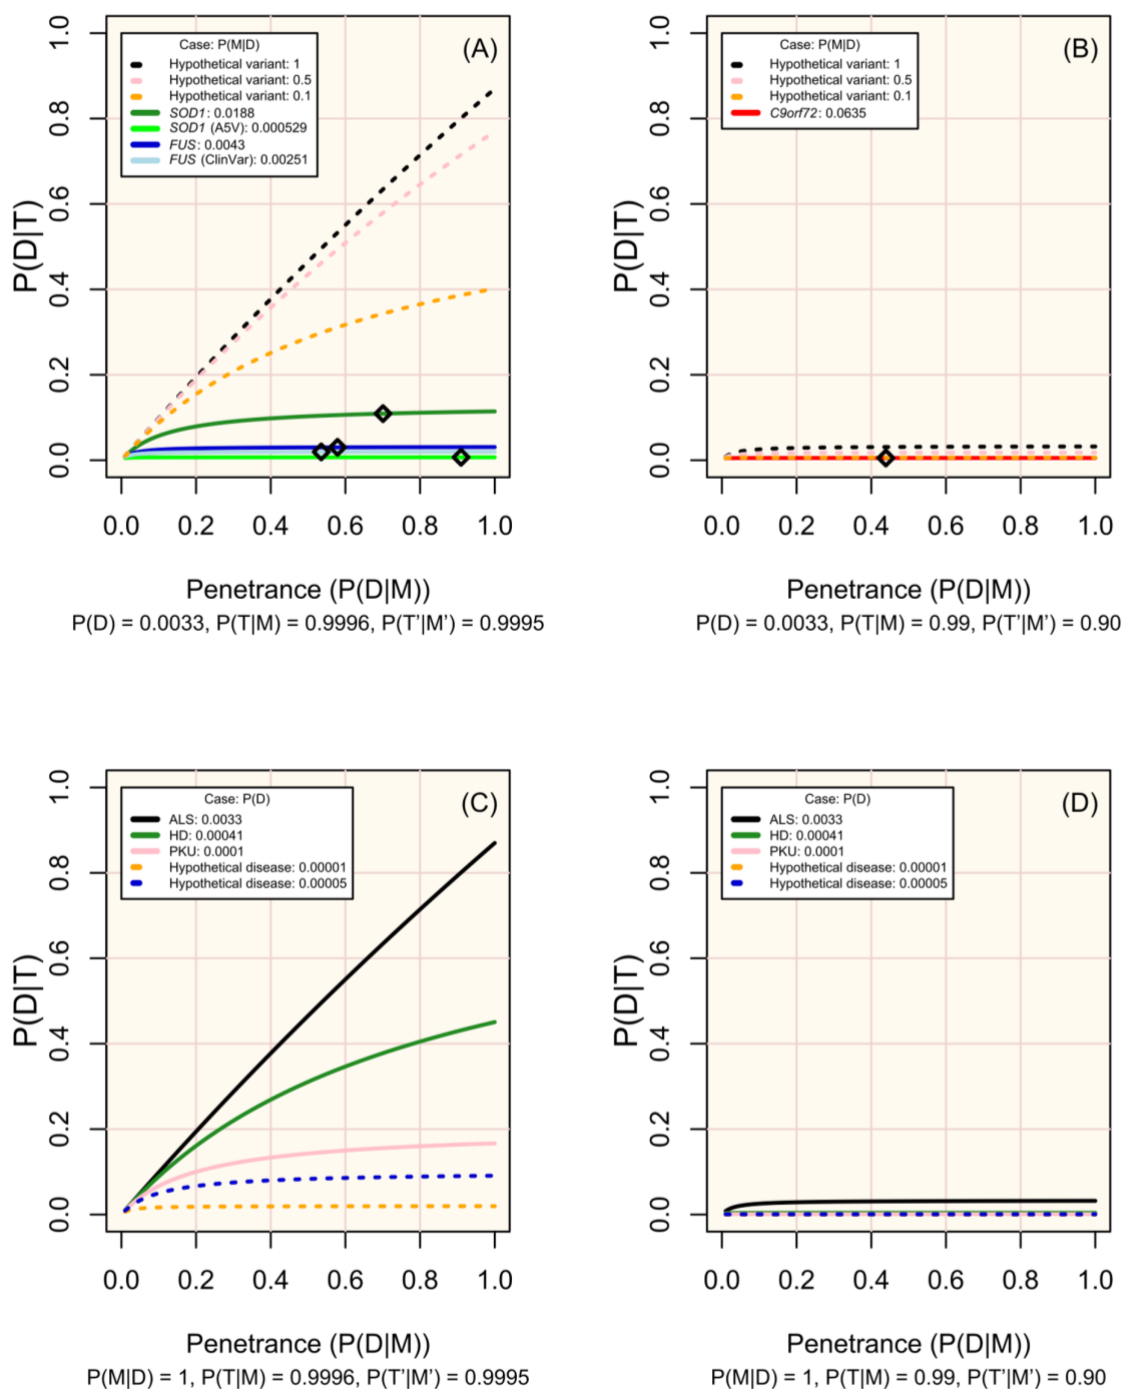 (A)
Case: P(M|D)
Hypothetical variant: 1
Hypothetical variant: 0.5
Hypothetical variant: 0.1
SOD1: 0.0188
SOD1 (A5V): 0.000529
FUS: 0.0043
FUS (ClinVar): 0.00251
P(D|T)
1.0
0.8
0.6
0.4
0.2
0.0
0.0 0.2 0.4 0.6 0.8 1.0
Penetrance (P(D|M))
P(D) = 0.0033, P(T|M) = 0.9996, P(T'|M') = 0.9995
(B)
Case: P(M|D)
Hypothetical variant: 1
Hypothetical variant: 0.5
Hypothetical variant: 0.1
C9orf72: 0.0635
P(D|T)
1.0
0.8
0.6
0.4
0.2
0.0
0.0 0.2 0.4 0.6 0.8 1.0
Penetrance (P(D|M))
P(D) = 0.0033, P(T|M) = 0.99, P(T'|M') = 0.90
(C)
Case: P(D)
ALS: 0.0033
HD: 0.00041
PKU: 0.0001
Hypothetical disease: 0.00001
Hypothetical disease: 0.00005
P(D|T)
1.0
0.8
0.6
0.4
0.2
0.0
0.0 0.2 0.4 0.6 0.8 1.0
Penetrance (P(D|M))
P(M|D) = 1, P(T|M) = 0.9996, P(T'|M') = 0.9995
(D)
Case: P(D)
ALS: 0.0033
HD: 0.00041
PKU: 0.0001
Hypothetical disease: 0.00001
Hypothetical disease: 0.00005
P(D|T)
1.0
0.8
0.6
0.4
0.2
0.0
0.0 0.2 0.4 0.6 0.8 1.0
Penetrance (P(D|M))
P(M|D) = 1, P(T|M) = 0.99, P(T'|M') = 0.90